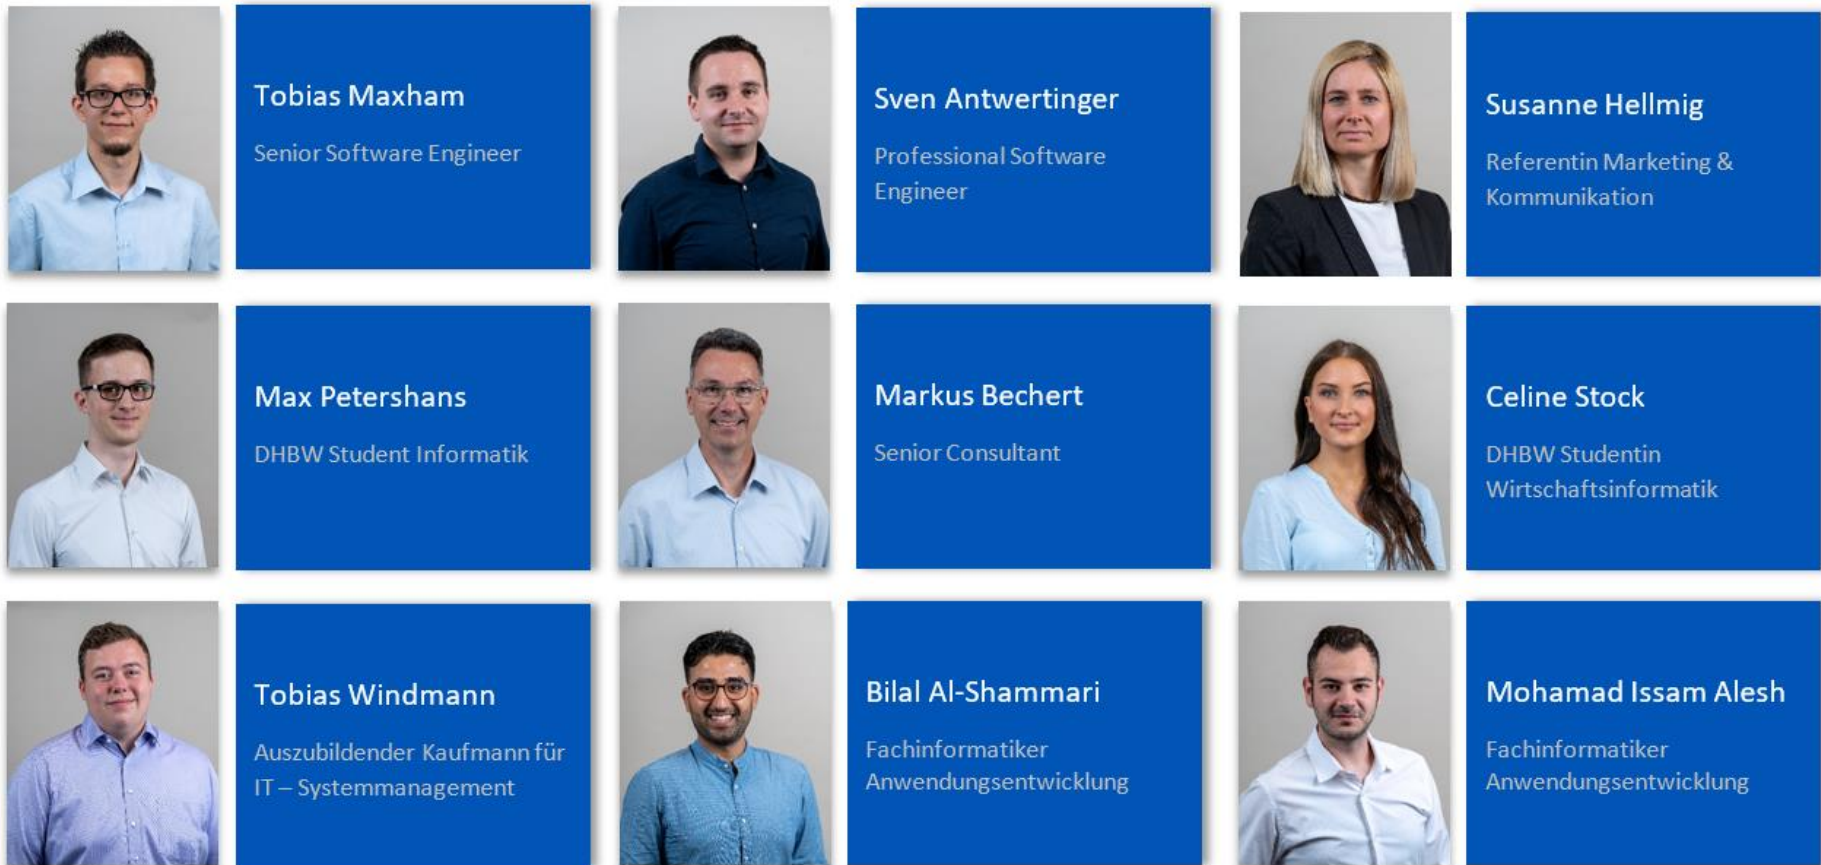 Tobias Maxham
Senior Software Engineer
Sven Antwertinger
Professional Software
Engineer
Susanne Hellmig
Referentin Marketing &
Kommunikation
Max Petershans
DHBW Student Informatik
Markus Bechert
Senior Consultant
Celine Stock
DHBW Studentin
Wirtschaftsinformatik
Tobias Windmann
Auszubildender Kaufmann für
IT – Systemmanagement
Bilal Al-Shammari
Fachinformatiker
Anwendungsentwicklung
Mohamad Issam Alesh
Fachinformatiker
Anwendungsentwicklung